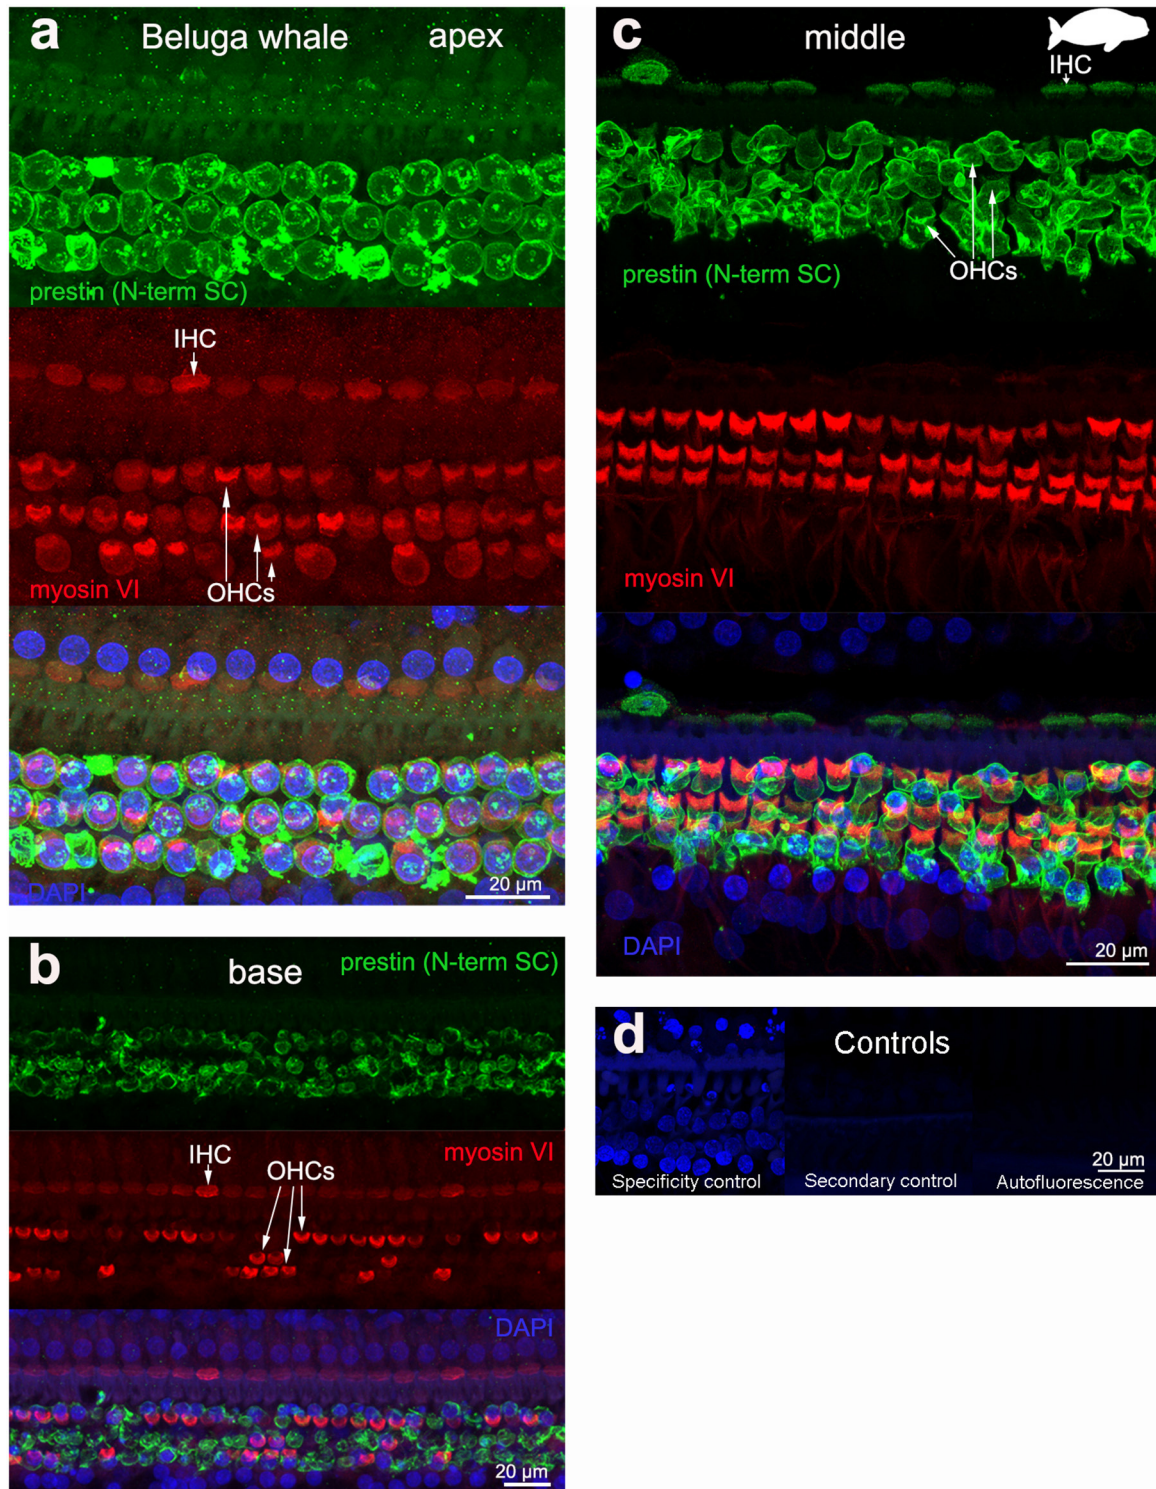 a
Beluga whale
apex
prestin (N-term SC)
IHC
myosin VI
OHCs
DAPI
20 µm
b
base
prestin (N-term SC)
IHC
OHCs
myosin VI
DAPI
20 µm
c
middle
IHC
OHCs
prestin (N-term SC)
myosin VI
DAPI
20 µm
d
Controls
20 µm
Specificity control
Secondary control
Autofluorescence